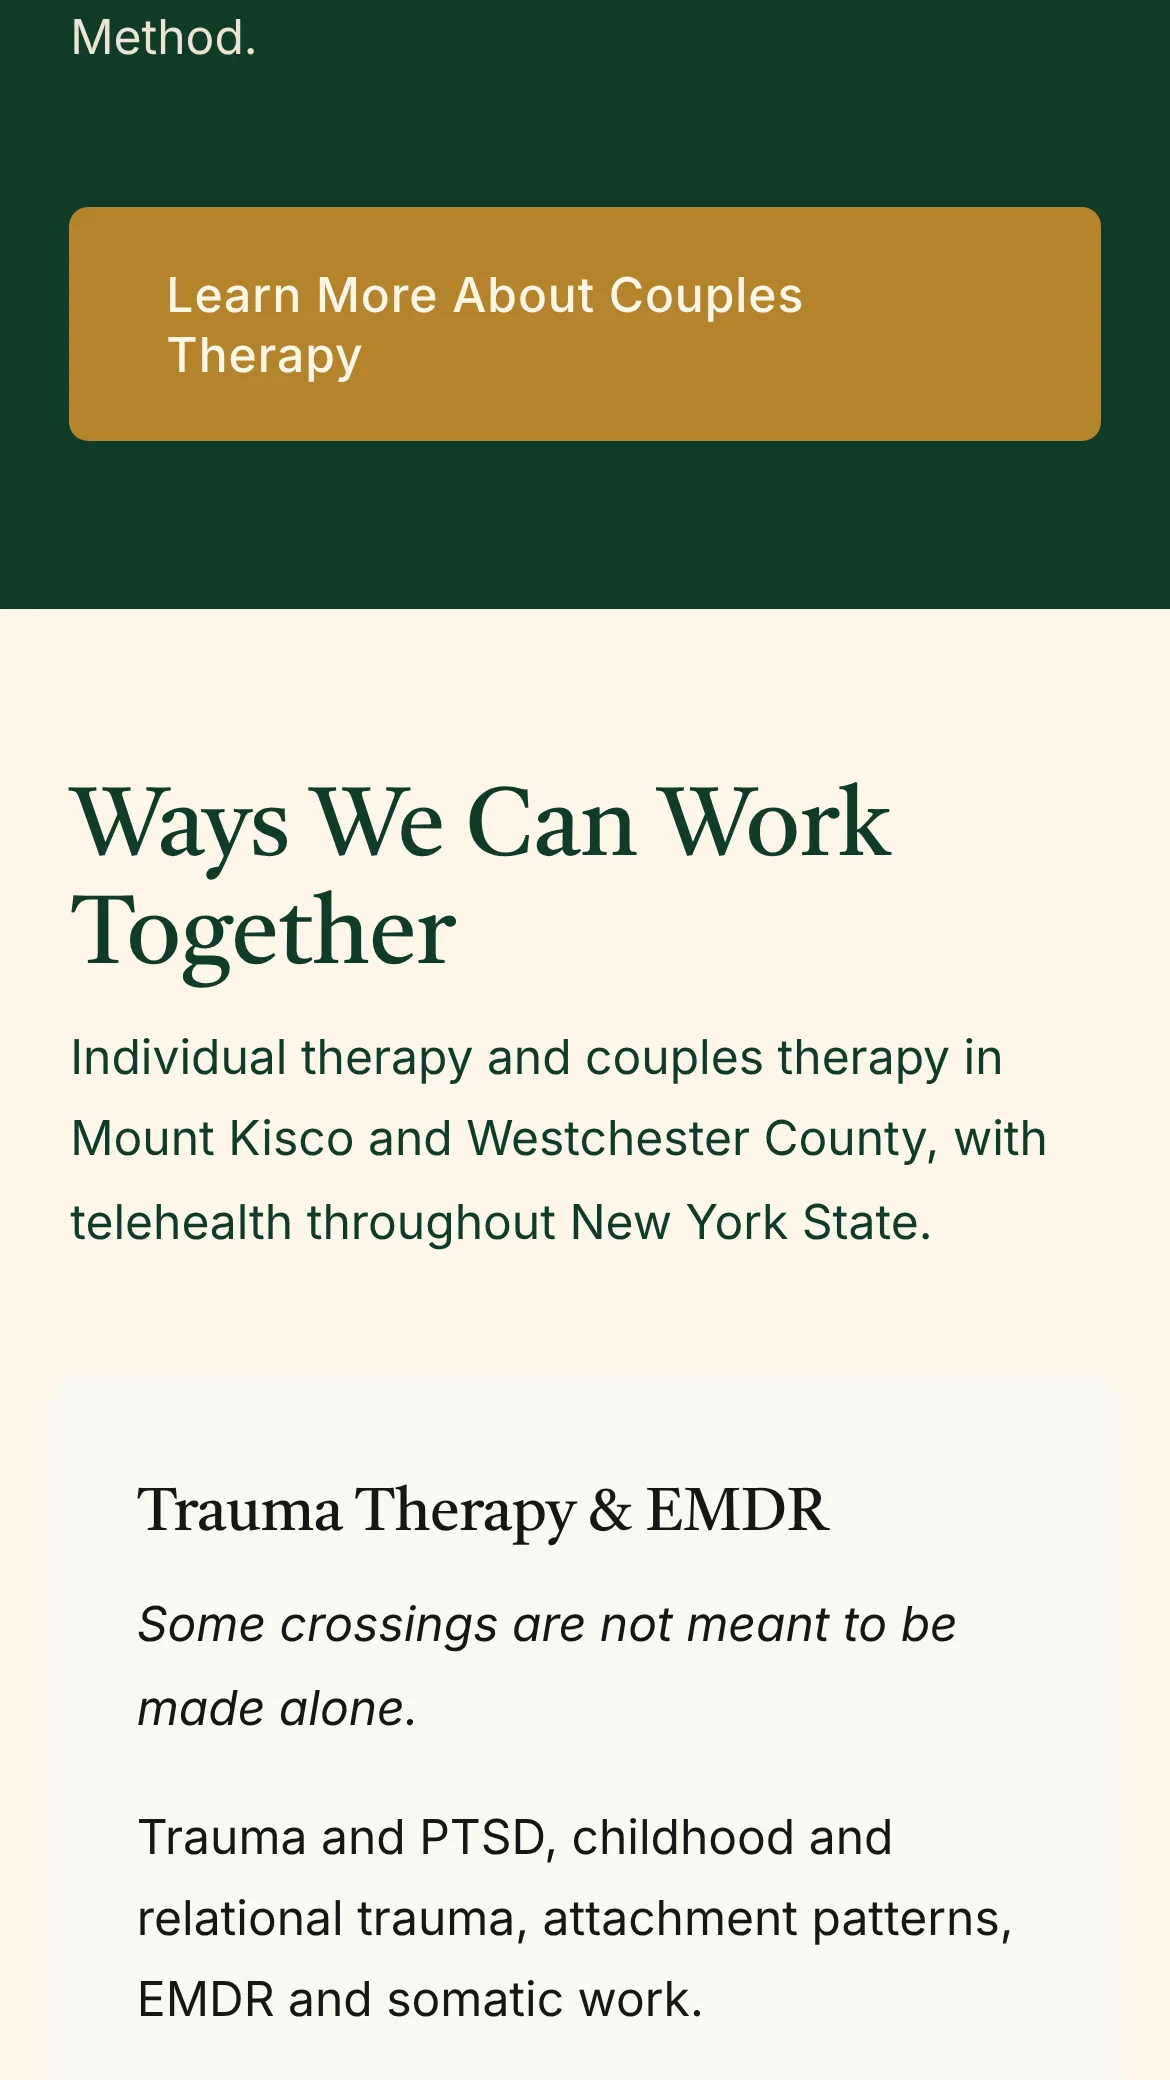 Method.
Learn More About Couples
Therapy
Ways We Can Work
Together
Individual therapy and couples therapy in
Mount Kisco and Westchester County, with
telehealth throughout New York State.
Trauma Therapy & EMDR
Some crossings are not meant to be
made alone.
Trauma and PTSD, childhood and
relational trauma, attachment patterns,
EMDR and somatic work.